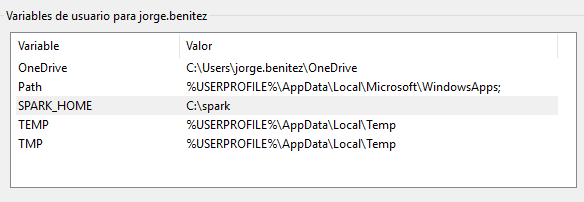 Variables de usuario para jorge.benitez
Variable Valor
OneDrive C:\Users\jorge.benitez\OneDrive
Path %USERPROFILE%\AppData\Local\Microsoft\WindowsApps;
SPARK_HOME C:\spark
TEMP %USERPROFILE%\AppData\Local\Temp
TMP %USERPROFILE%\AppData\Local\Temp